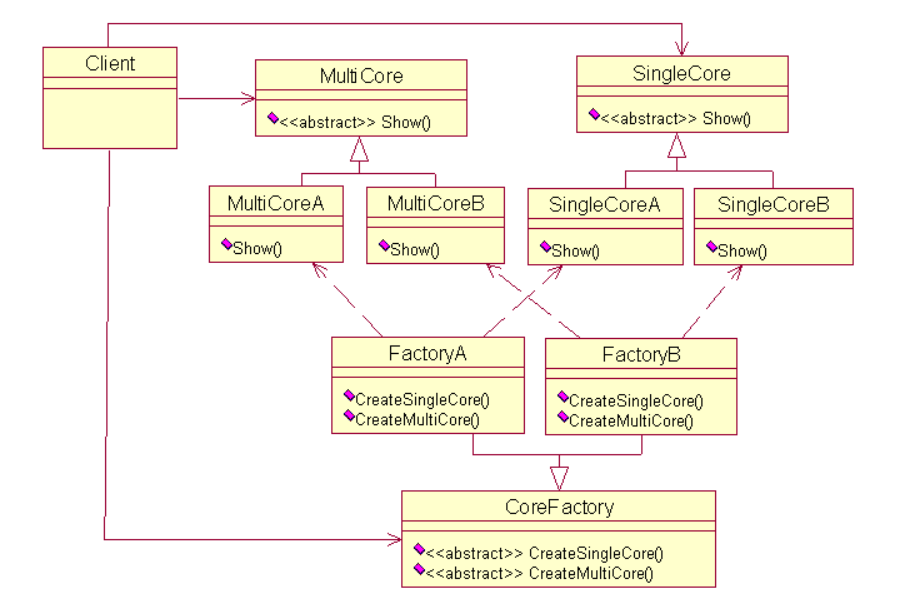 Client
MultiCore
<<abstract>> Show()
SingleCore
<<abstract>> Show()
MultiCoreA
Show()
MultiCoreB
Show()
SingleCoreA
Show()
SingleCoreB
Show()
FactoryA
CreateSingleCore()
CreateMultiCore()
FactoryB
CreateSingleCore()
CreateMultiCore()
CoreFactory
<<abstract>> CreateSingleCore()
<<abstract>> CreateMultiCore()